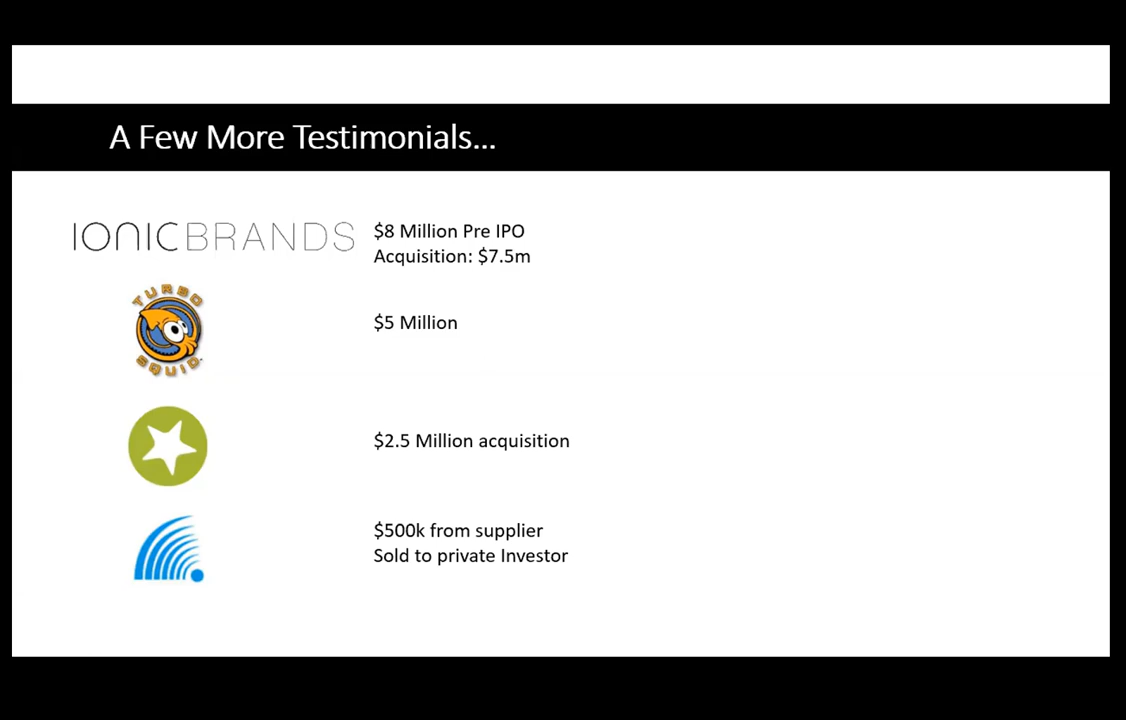 A Few More Testimonials...
IONICBRANDS
$8 Million Pre IPO
Acquisition: $7.5m
TURBO
SQUID
$5 Million
$2.5 Million acquisition
$500k from supplier
Sold to private Investor